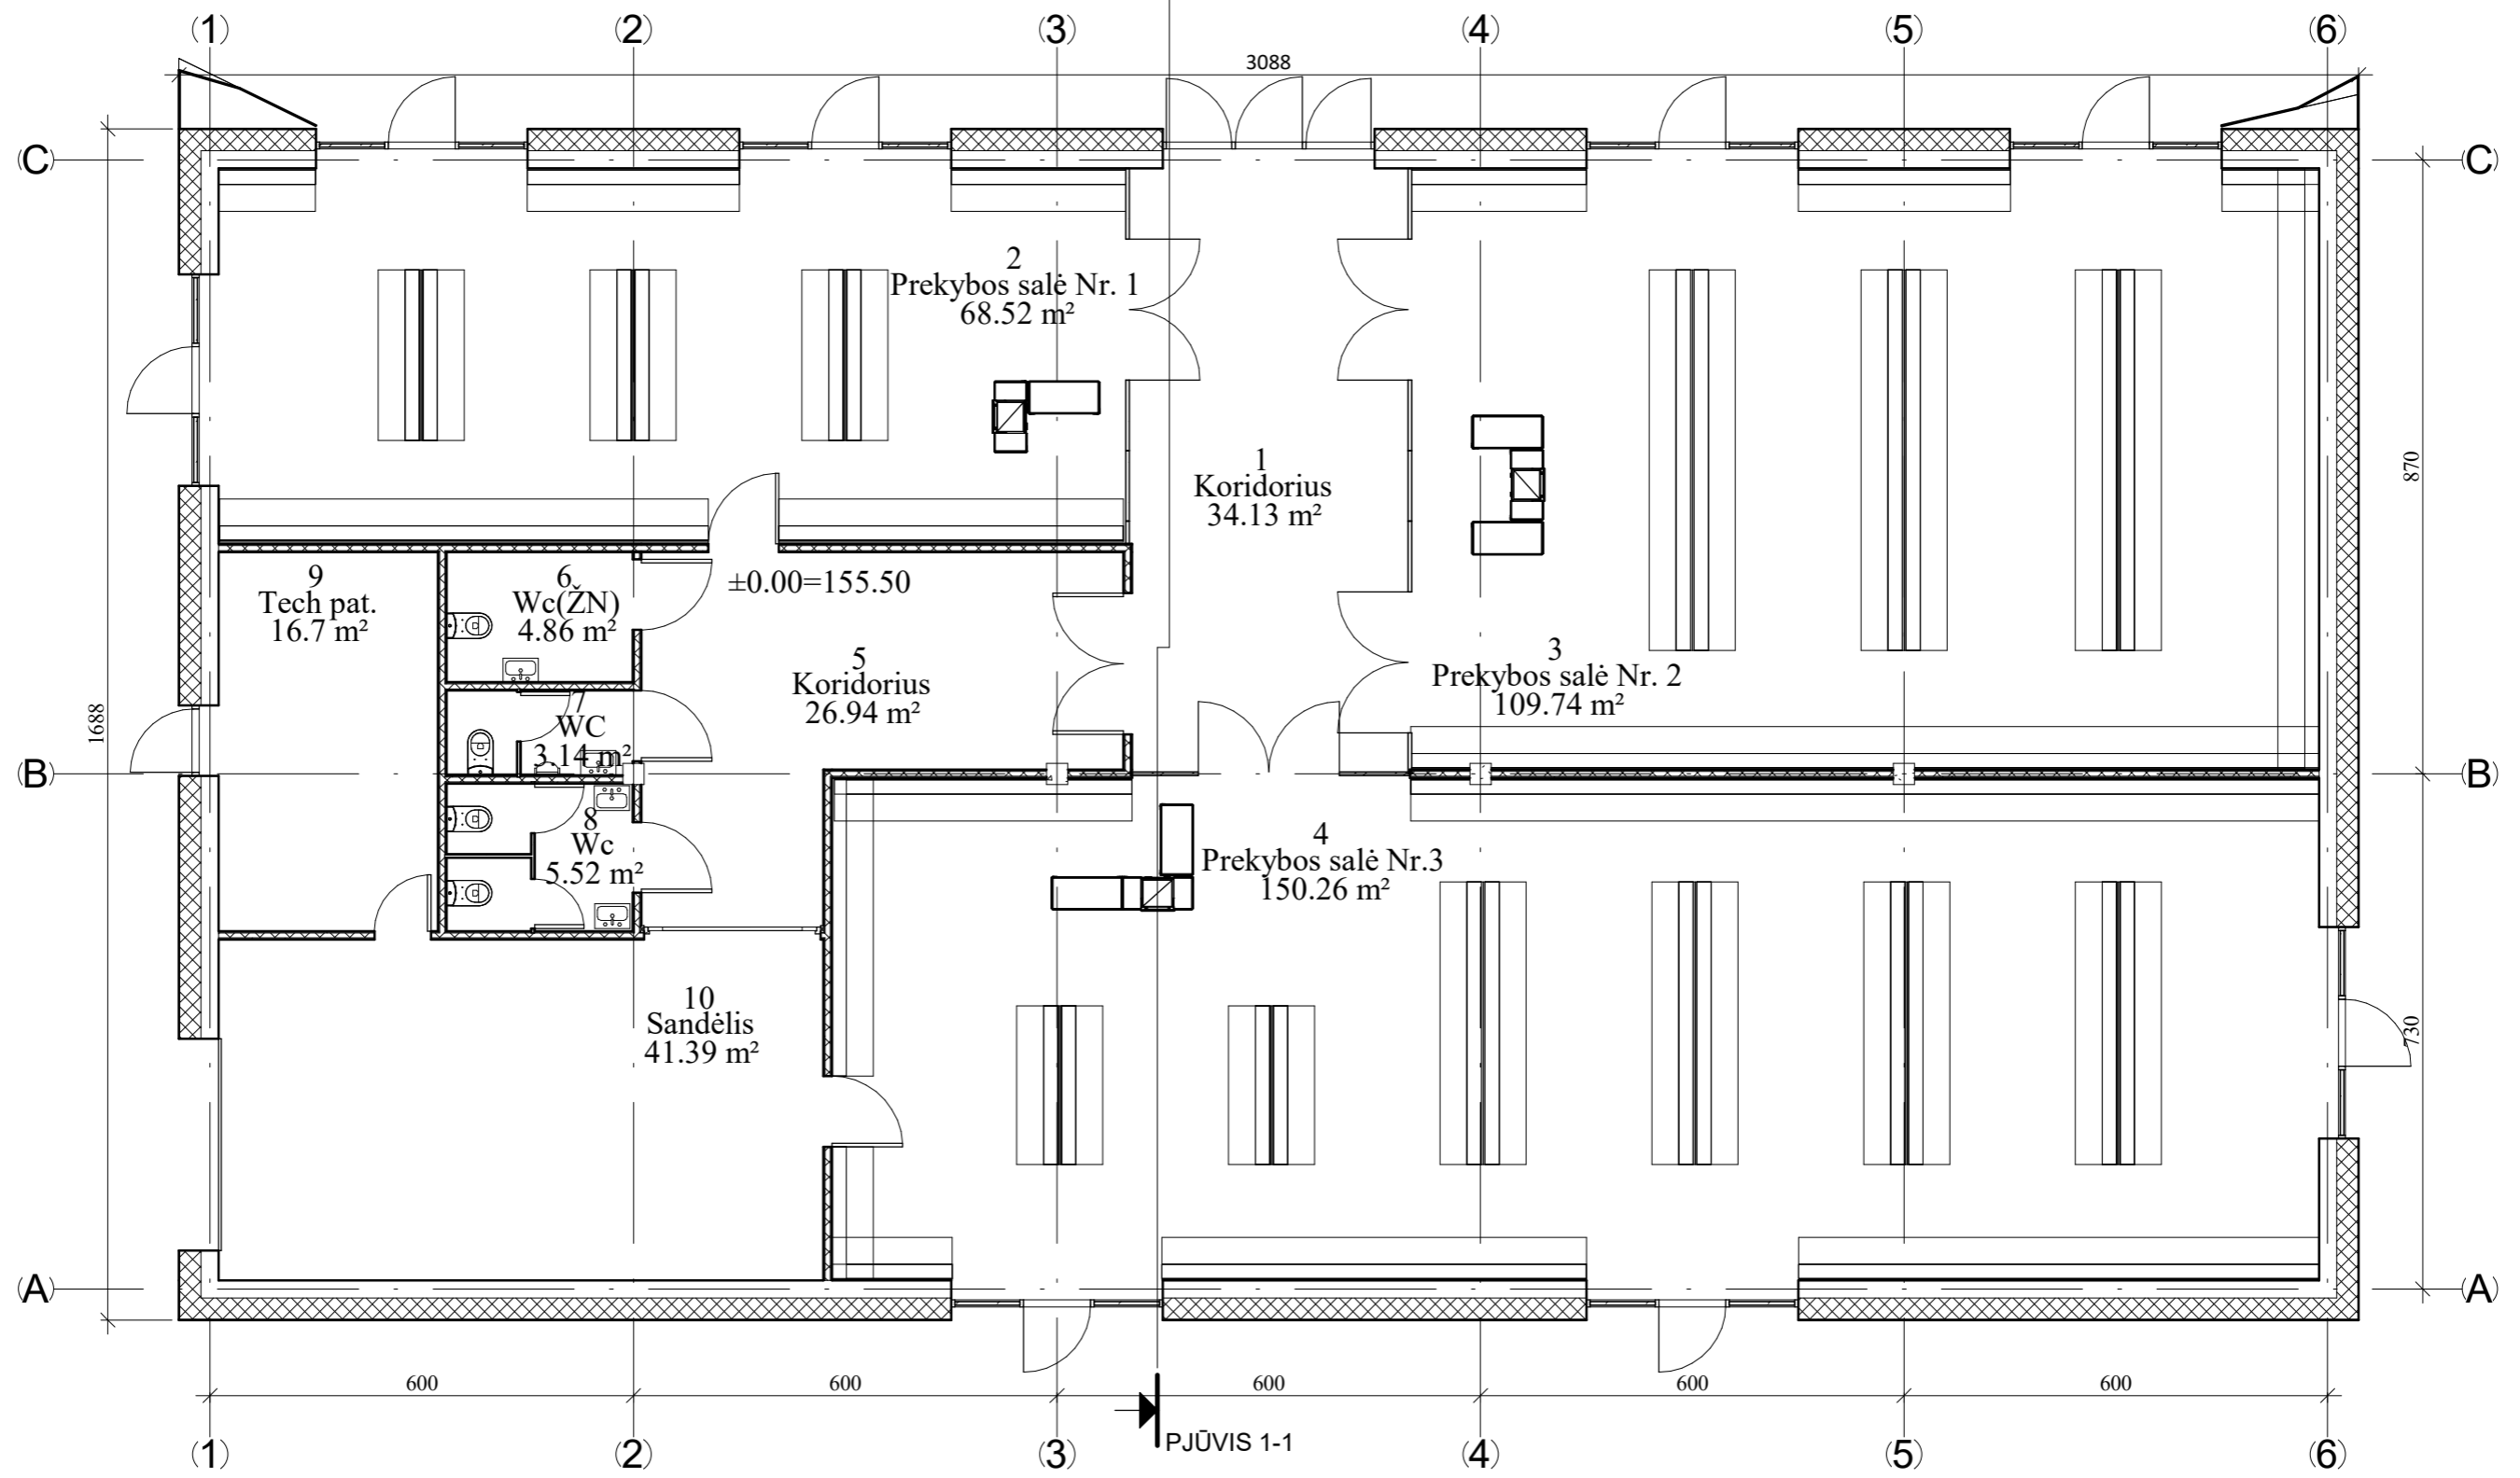 (1) (2) (3) (4) (5) (6)
3088
(C) (C)
2
Prekybos salė Nr. 1
68.52 m²
1
Koridorius
34.13 m²
870
9
Tech pat.
16.7 m²
6
Wc(ŽN)
4.86 m²
±0.00=155.50
5
Koridorius
26.94 m²
3
Prekybos salė Nr. 2
109.74 m²
7
WC
3.14 m²
1688
(B) (B)
8
Wc
5.52 m²
4
Prekybos salė Nr.3
150.26 m²
10
Sandėlis
41.39 m²
730
(A) (A)
600 600 600 600 600
PJŪVIS 1-1
(1) (2) (3) (4) (5) (6)